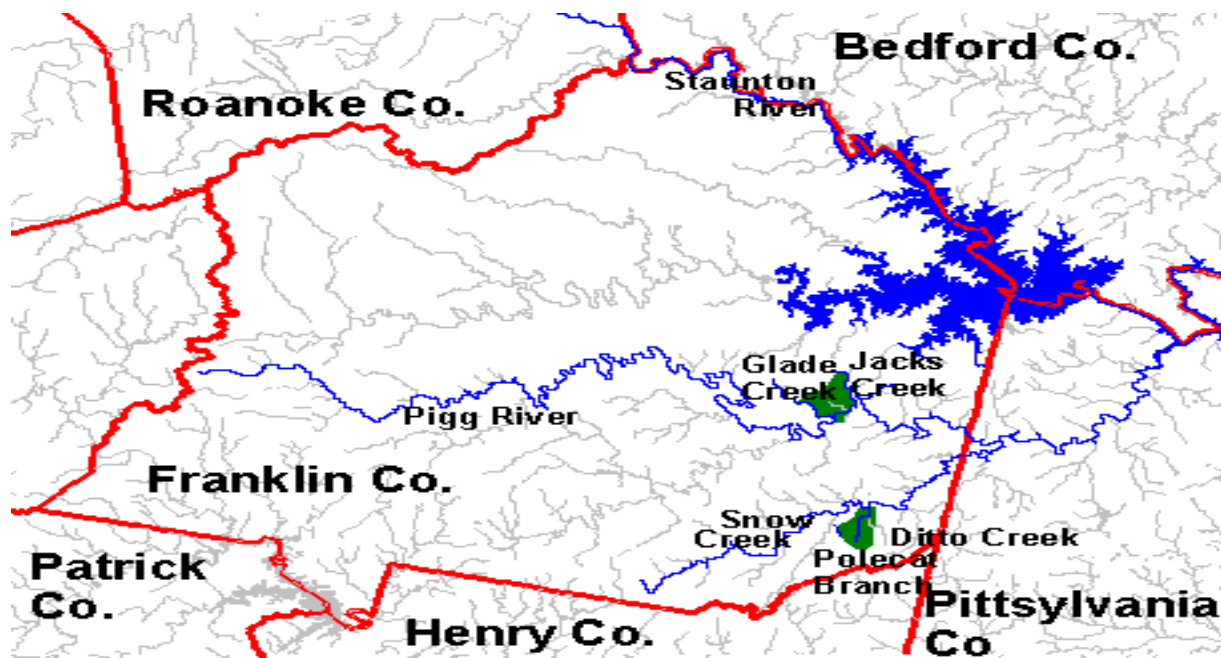 Bedford Co.
Staunton
River
Roanoke Co.
Glade
Creek
Jacks
Creek
Pigg River
Franklin Co.
Snow
Creek
Ditto Creek
Polecat
Branch
Patrick
Co.
Henry Co.
Pittsylvania
Co